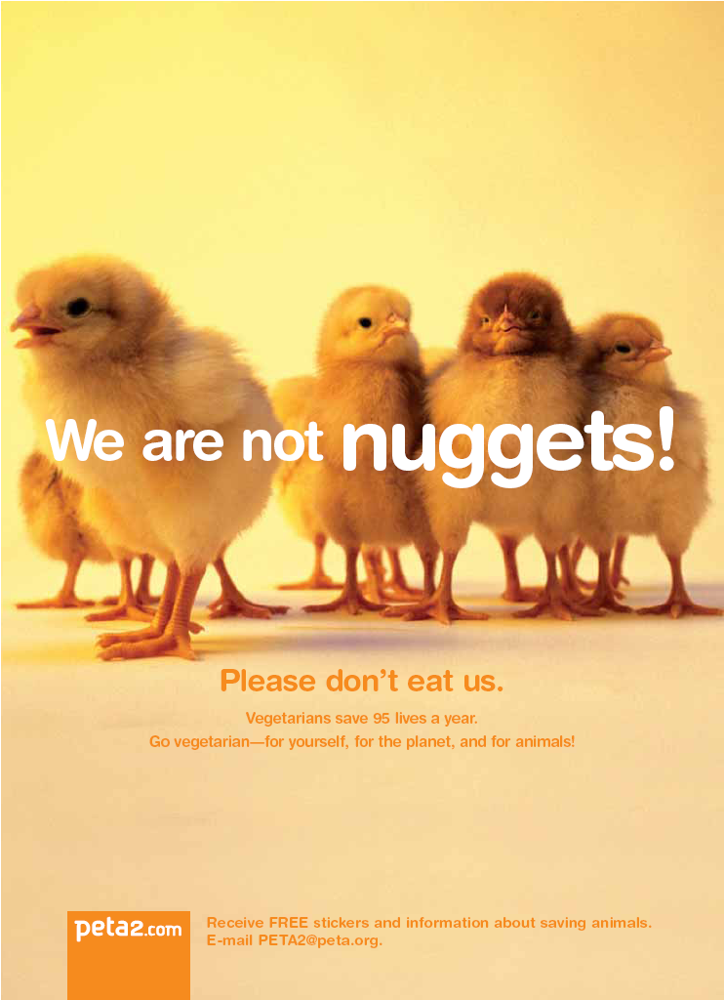 We are not nuggets!
Please don’t eat us.
Vegetarians save 95 lives a year.
Go vegetarian—for yourself, for the planet, and for animals!
peta2.com
Receive FREE stickers and information about saving animals.
E-mail PETA2@peta.org.